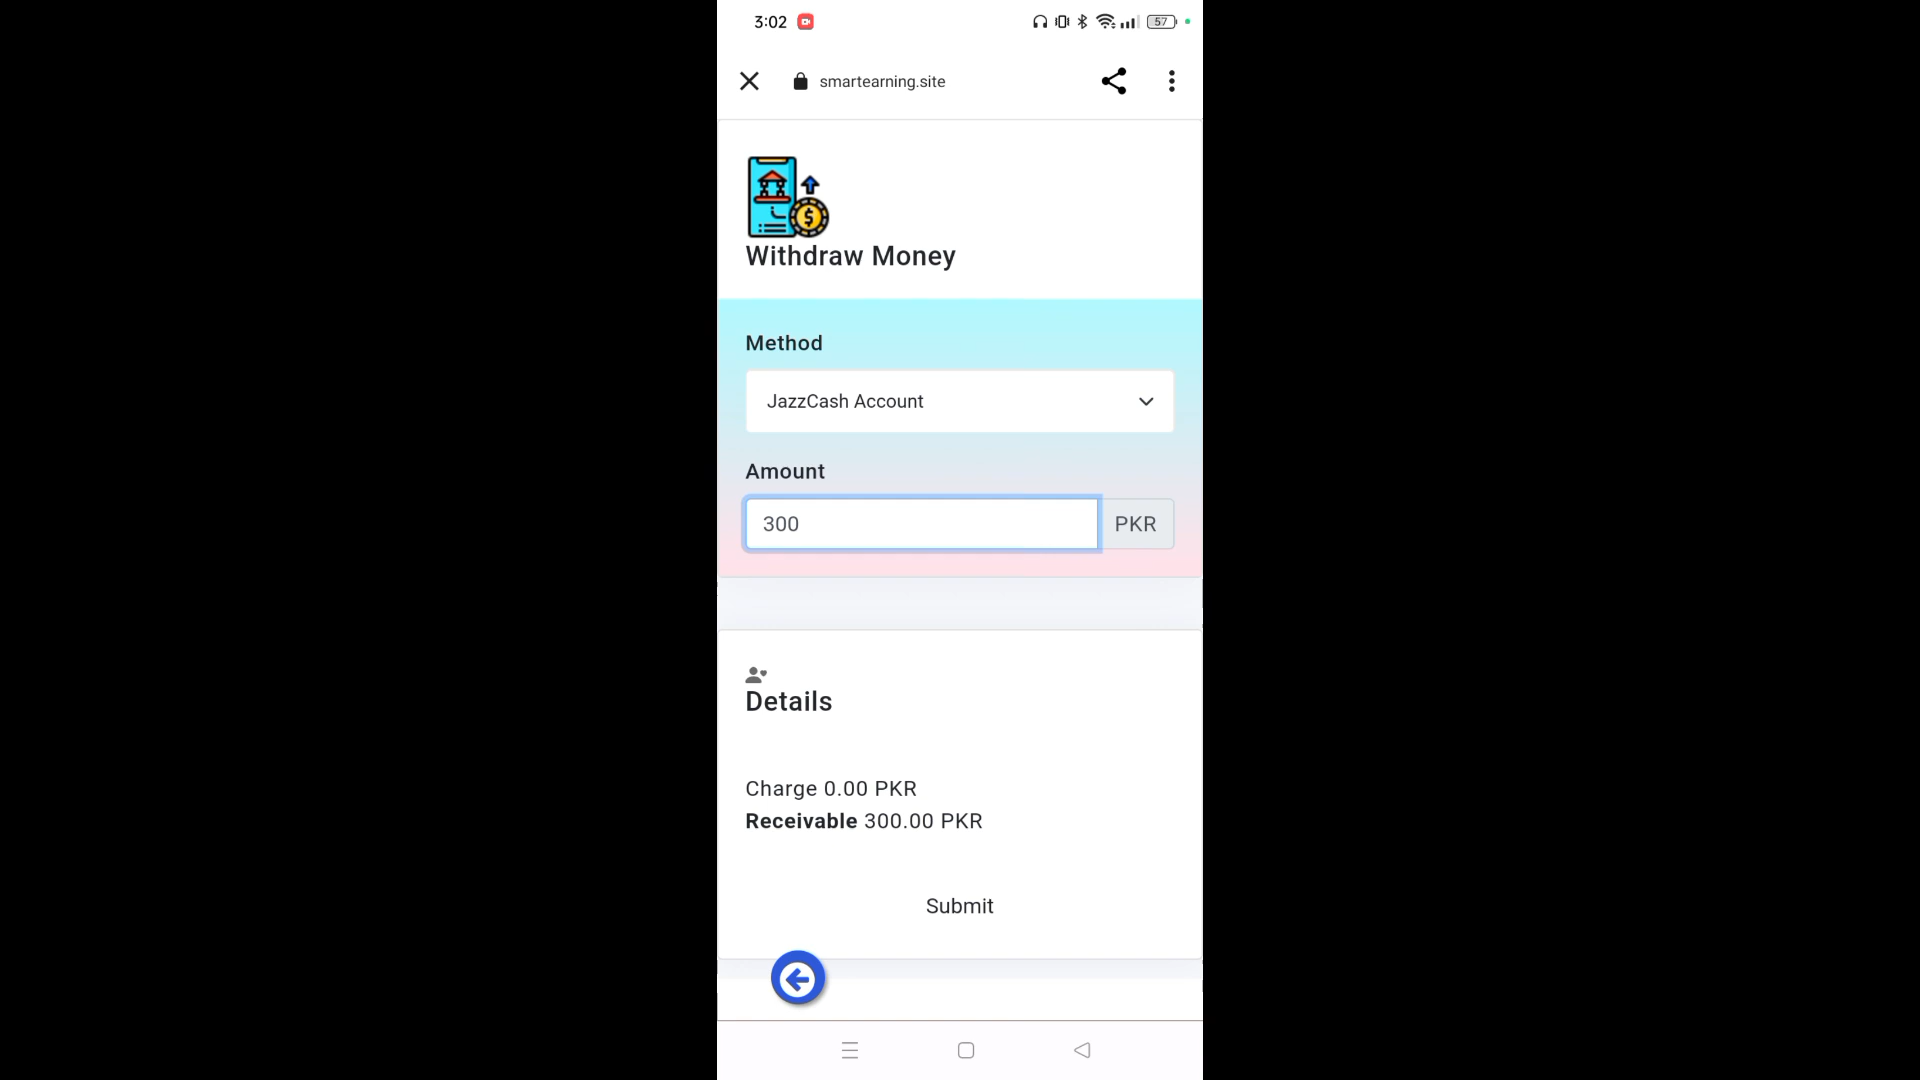 3:02
57
smartearning.site
Withdraw Money
Method
JazzCash Account
Amount
300 PKR
Details
Charge 0.00 PKR
Receivable 300.00 PKR
Submit